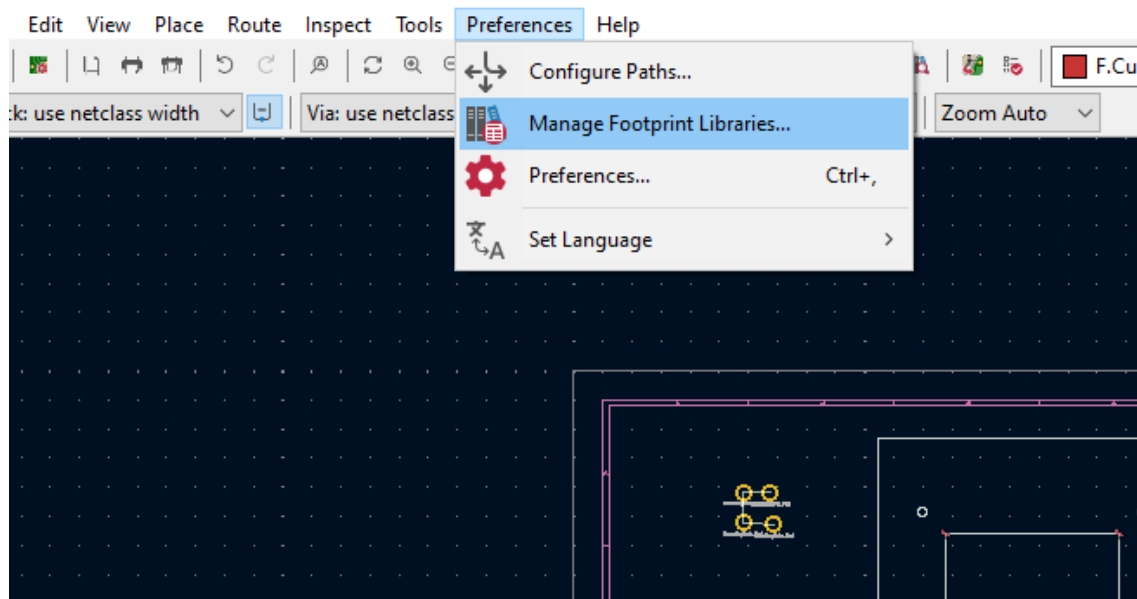 Edit View Place Route Inspect Tools Preferences Help
F.Cu
ck: use netclass width Via: use netclass Zoom Auto
Configure Paths...
Manage Footprint Libraries...
Preferences... Ctrl+,
Set Language